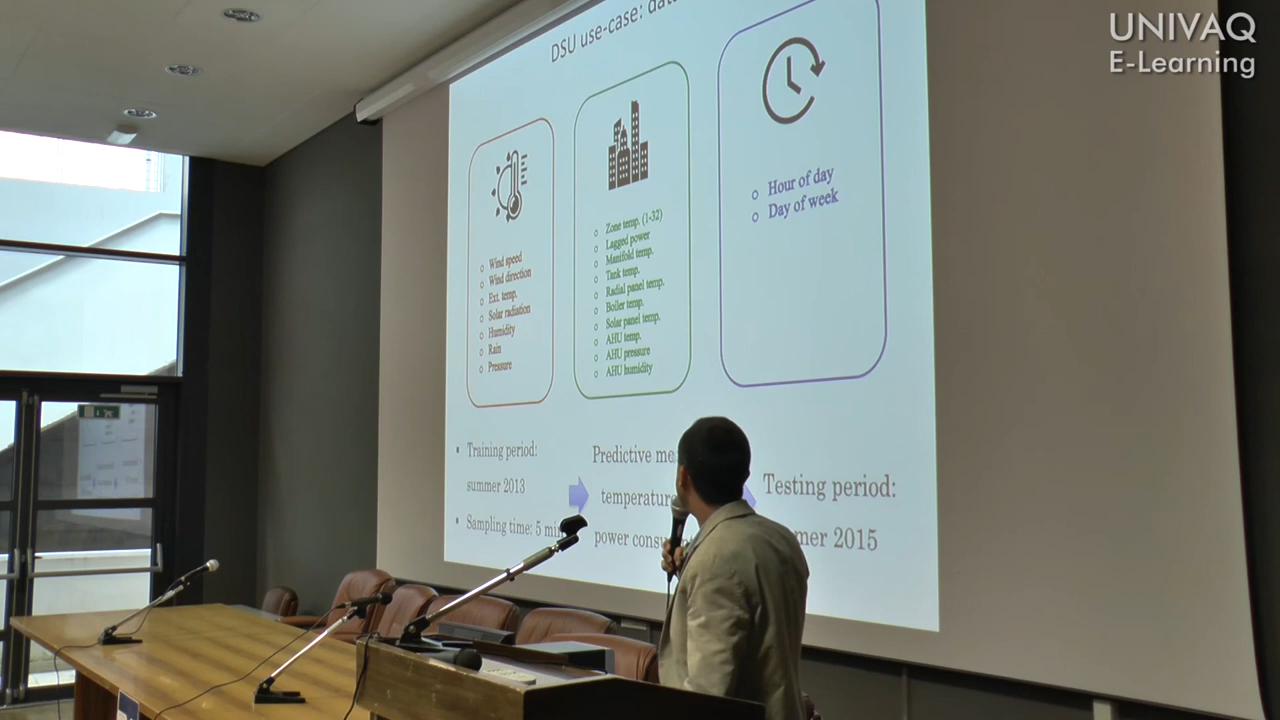 UNIVAQ
E-Learning
DSU use-case:
Wind speed
Wind direction
Ext. temp.
Solar radiation
Humidity
Rain
Pressure
Zone temp. (1-32)
Lagged power
Manifold temp.
Tank temp.
Radial panel temp.
Boiler temp.
Solar panel temp.
AHU temp.
AHU pressure
AHU humidity
Hour of day
Day of week
Training period:
summer 2013
Sampling time: 5 min
Predictive
temperature
power
Testing period:
2015